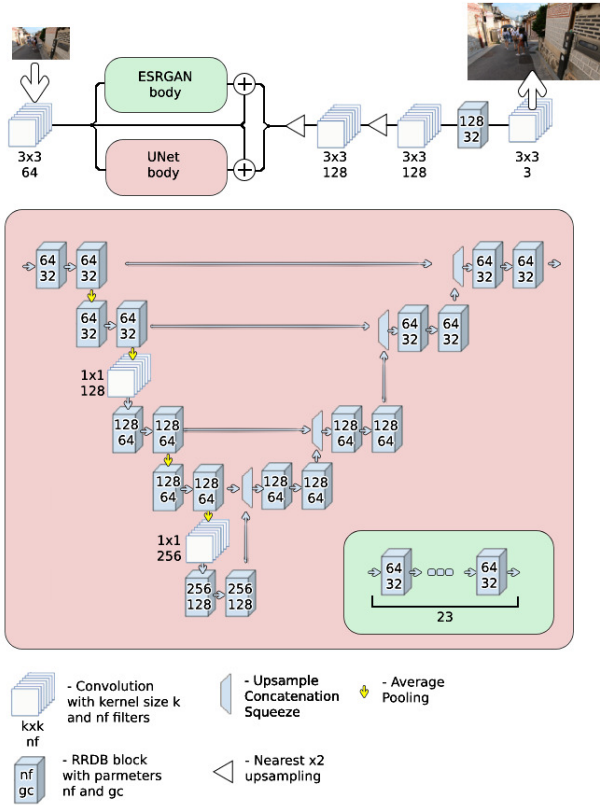 ESRGAN
body
128
32
3x3
64
UNet
body
3x3
128
3x3
128
3x3
3
64
32
64
32
64
32
64
32
64
32
64
32
64
32
64
32
1x1
128
128
64
128
64
128
64
128
64
128
64
128
64
128
64
128
64
1x1
256
256
128
256
128
64
32
64
32
23
- Convolution
with kernel size k
and nf filters
kxk
nf
- Upsample
Concatenation
Squeeze
- Average
Pooling
nf
gc
- RRDB block
with parmeters
nf and gc
- Nearest x2
upsampling